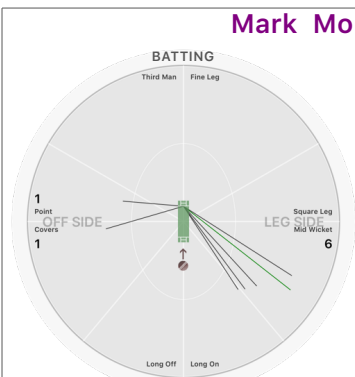 Mark Mo
BATTING
Third Man Fine Leg
1
Point
OFF SIDE
Covers
1
Square Leg
LEG SIDE
Mid Wicket
6
Long Off Long On